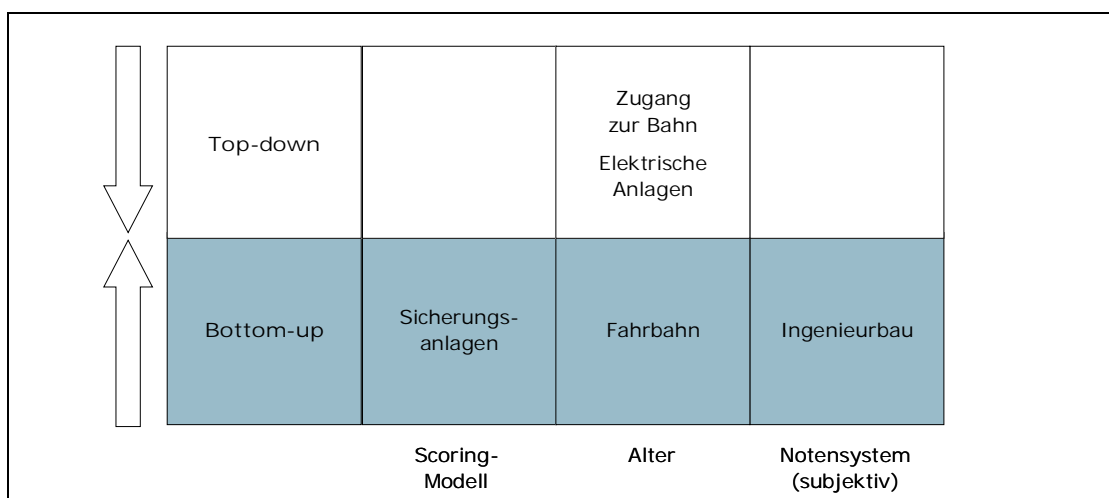 Top-down
Zugang
zur Bahn
Elektrische
Anlagen
Bottom-up
Sicherungs-
anlagen
Fahrbahn
Ingenieurbau
Scoring-
Modell
Alter
Notensystem
(subjektiv)